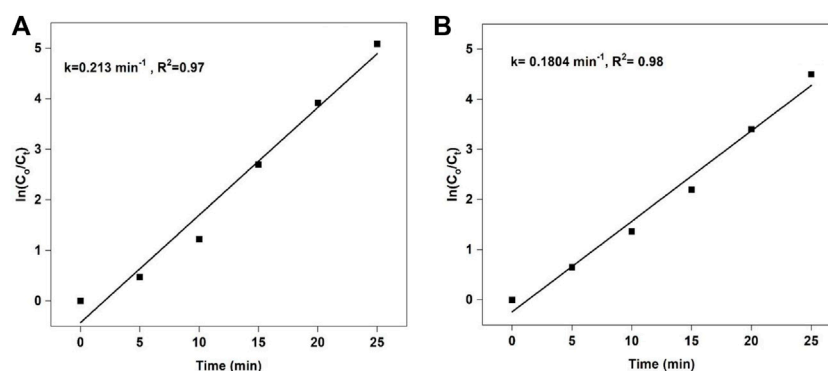 A
k=0.213 min⁻¹ , R²=0.97
5
4
3
2
1
0
ln(Cₒ/Cₜ)
0 5 10 15 20 25
Time (min)
B
k= 0.1804 min⁻¹, R²= 0.98
5
4
3
2
1
0
ln(Cₒ/Cₜ)
0 5 10 15 20 25
Time (min)